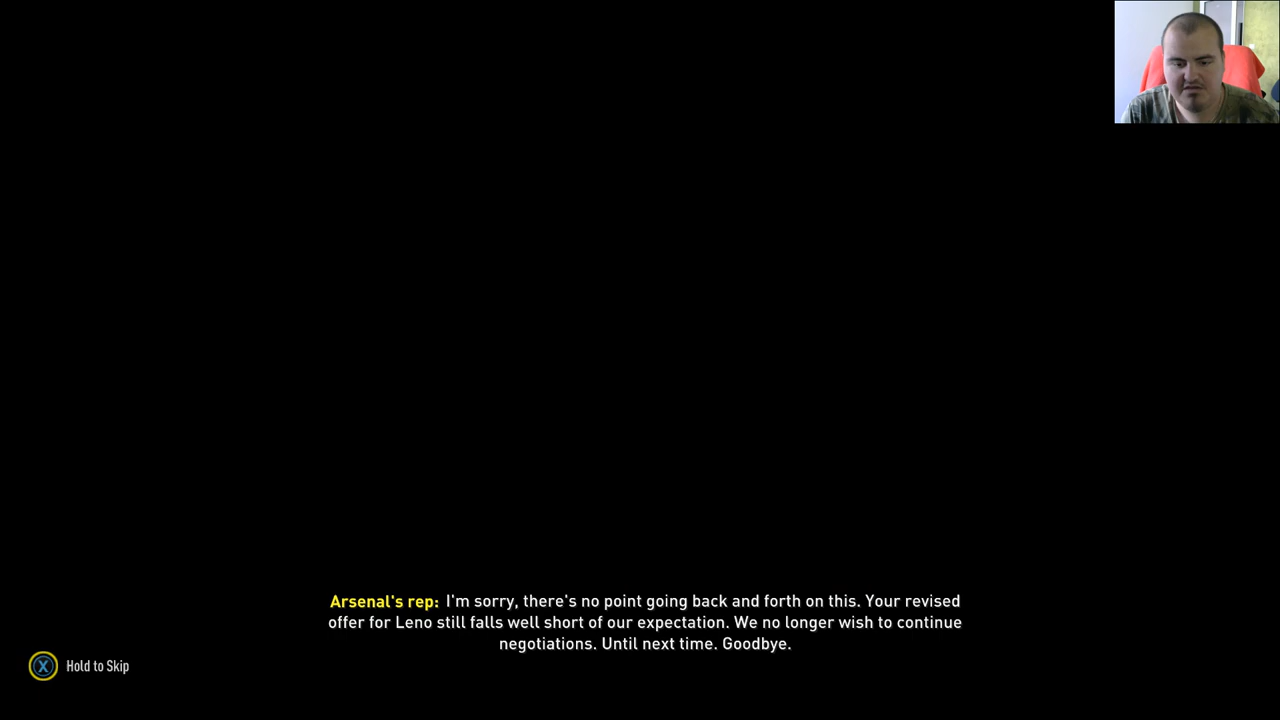 Arsenal's rep: I'm sorry, there's no point going back and forth on this. Your revised
offer for Leno still falls well short of our expectation. We no longer wish to continue
negotiations. Until next time. Goodbye.
X Hold to Skip